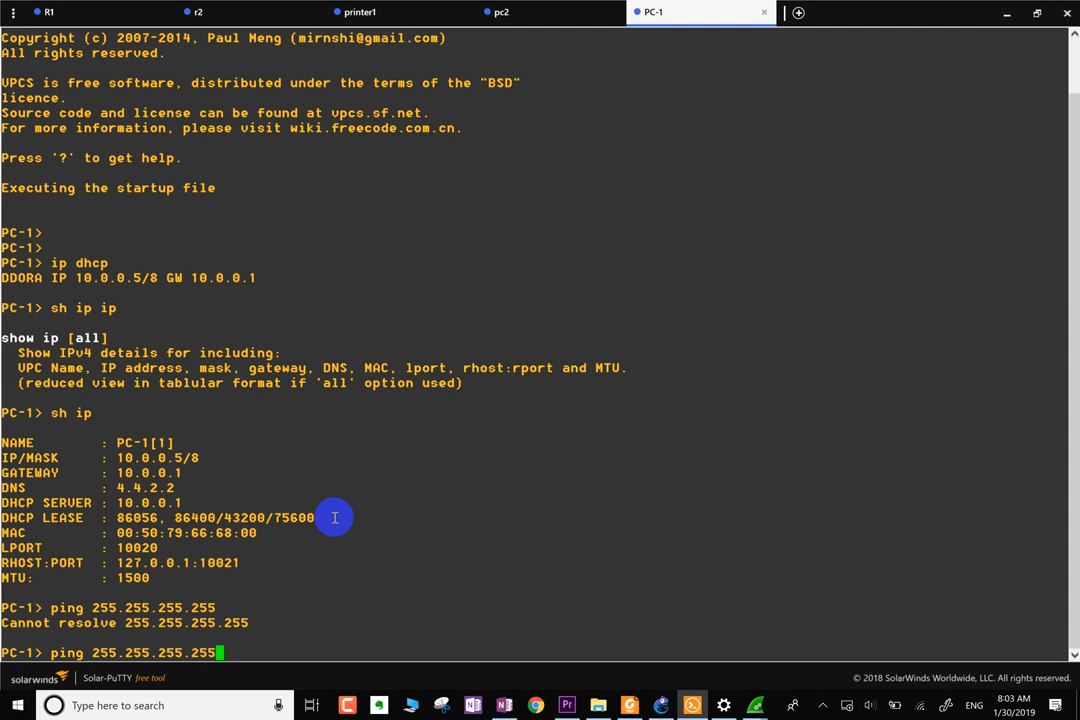 R1
r2
printer1
pc2
PC-1
Copyright (c) 2007-2014, Paul Meng (mirnshi@gmail.com)
All rights reserved.
VPCS is free software, distributed under the terms of the "BSD"
licence.
Source code and license can be found at vpcs.sf.net.
For more information, please visit wiki.freecode.com.cn.
Press '?' to get help.
Executing the startup file
PC-1>
PC-1>
PC-1> ip dhcp
DDORA IP 10.0.0.5/8 GW 10.0.0.1
PC-1> sh ip ip
show ip [all]
Show IPv4 details for including:
VPC Name, IP address, mask, gateway, DNS, MAC, lport, rhost:rport and MTU.
(reduced view in tablular format if 'all' option used)
PC-1> sh ip
NAME : PC-1[1]
IP/MASK : 10.0.0.5/8
GATEWAY : 10.0.0.1
DNS : 4.4.2.2
DHCP SERVER : 10.0.0.1
DHCP LEASE : 86056, 86400/43200/75600
MAC : 00:50:79:66:68:00
LPORT : 10020
RHOST:PORT : 127.0.0.1:10021
MTU: : 1500
PC-1> ping 255.255.255.255
Cannot resolve 255.255.255.255
PC-1> ping 255.255.255.255
solarwinds Solar-PuTTY free tool © 2018 SolarWinds Worldwide, LLC. All rights reserved.
Type here to search
ENG
8:03 AM
1/30/2019